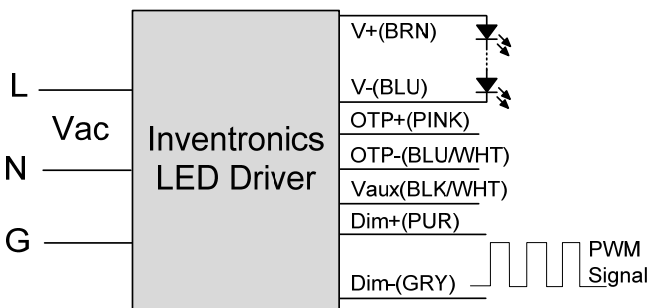 L
Vac
N
G
Inventronics
LED Driver
V+(BRN)
V-(BLU)
OTP+(PINK)
OTP-(BLU/WHT)
Vaux(BLK/WHT)
Dim+(PUR)
Dim-(GRY)
PWM
Signal